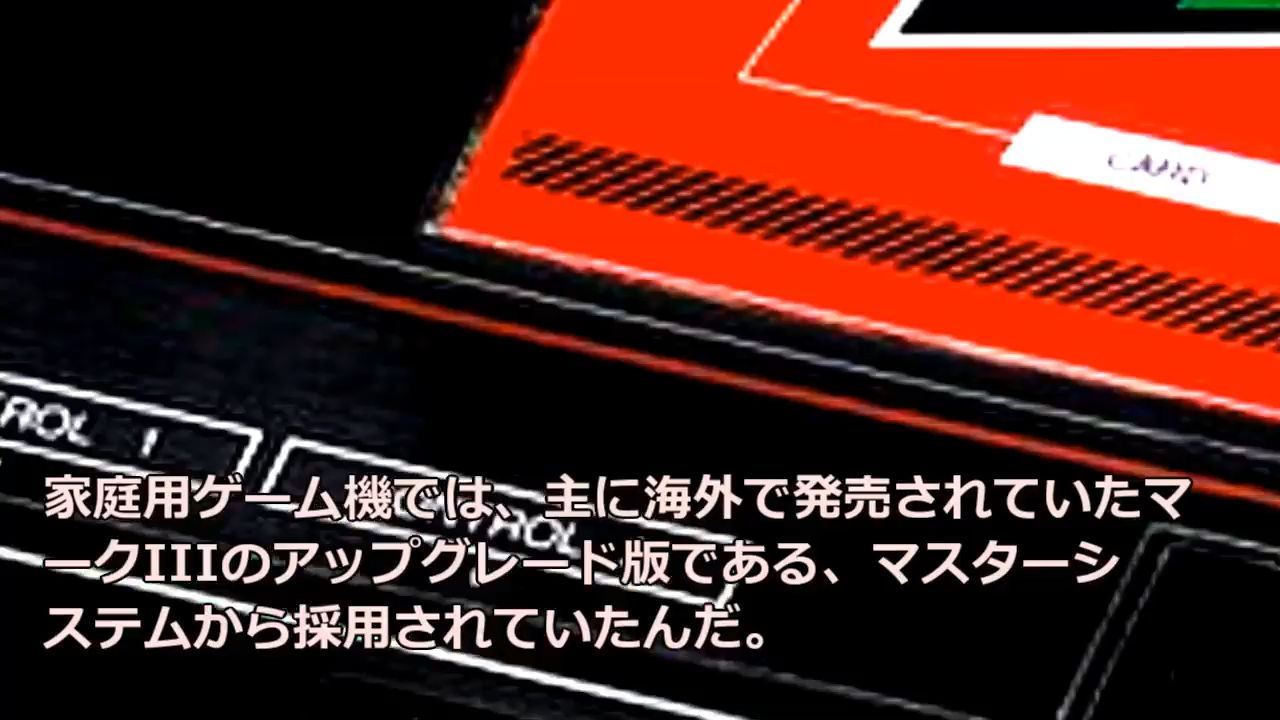 CARD
ROL 1
家庭用ゲーム機では、主に海外で発売されていたマ
ークIIIのアップグレード版である、マスターシ
ステムから採用されていたんだ。